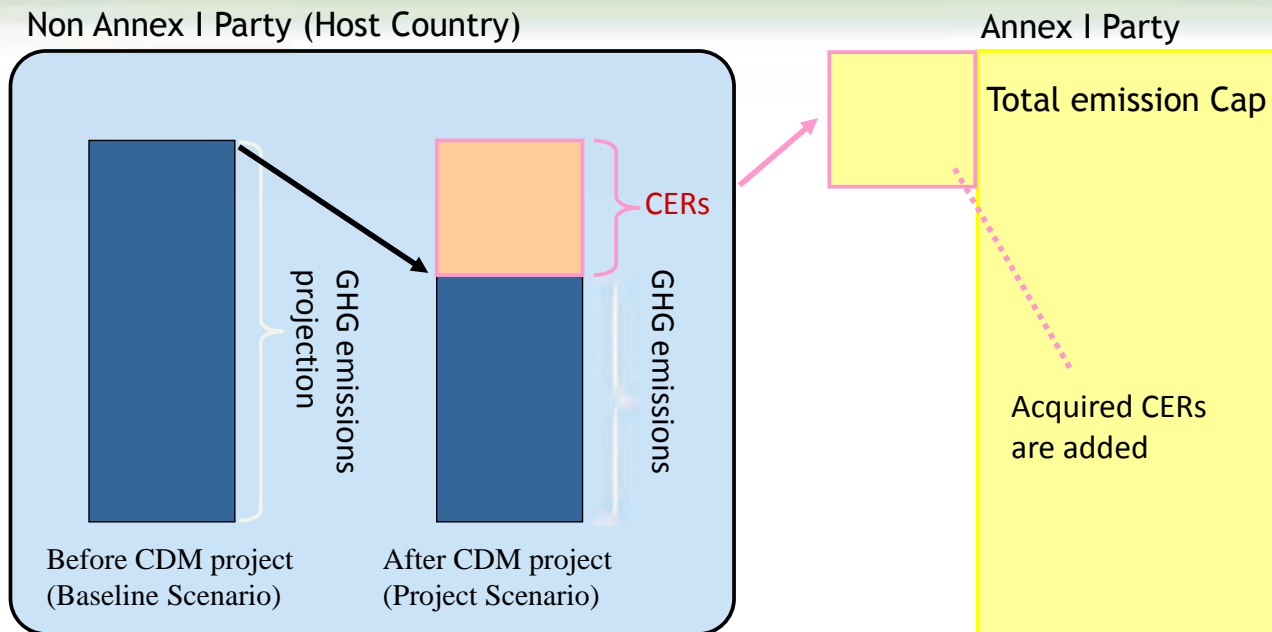 Non Annex I Party (Host Country)
Annex I Party
Total emission Cap
CERs
GHG emissions
projection
GHG emissions
Acquired CERs
are added
Before CDM project
(Baseline Scenario)
After CDM project
(Project Scenario)